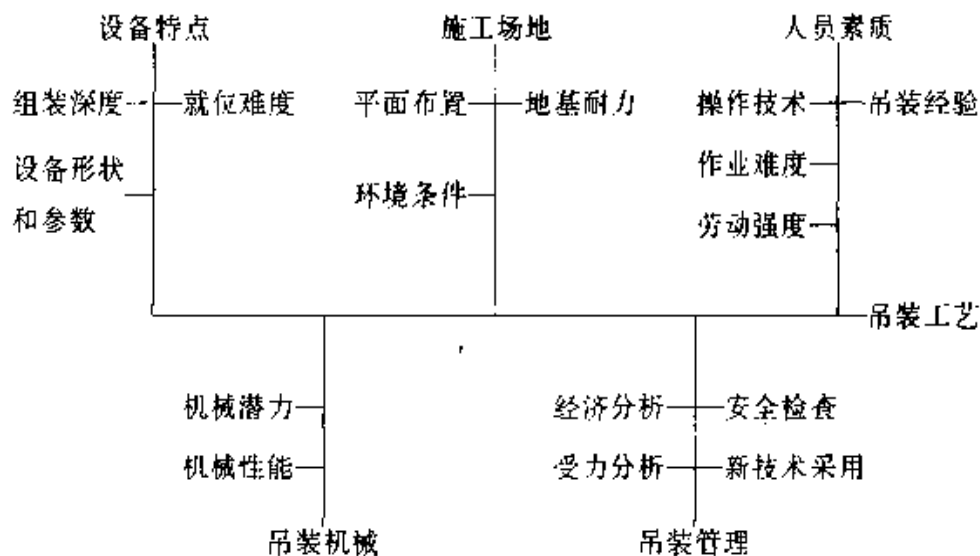 设备特点 施工场地 人员素质
组装深度 就位难度 平面布置 地基耐力 操作技术 吊装经验
设备形状
和参数
环境条件
作业难度
劳动强度
吊装工艺
机械潜力 经济分析 安全检查
机械性能 受力分析 新技术采用
吊装机械 吊装管理